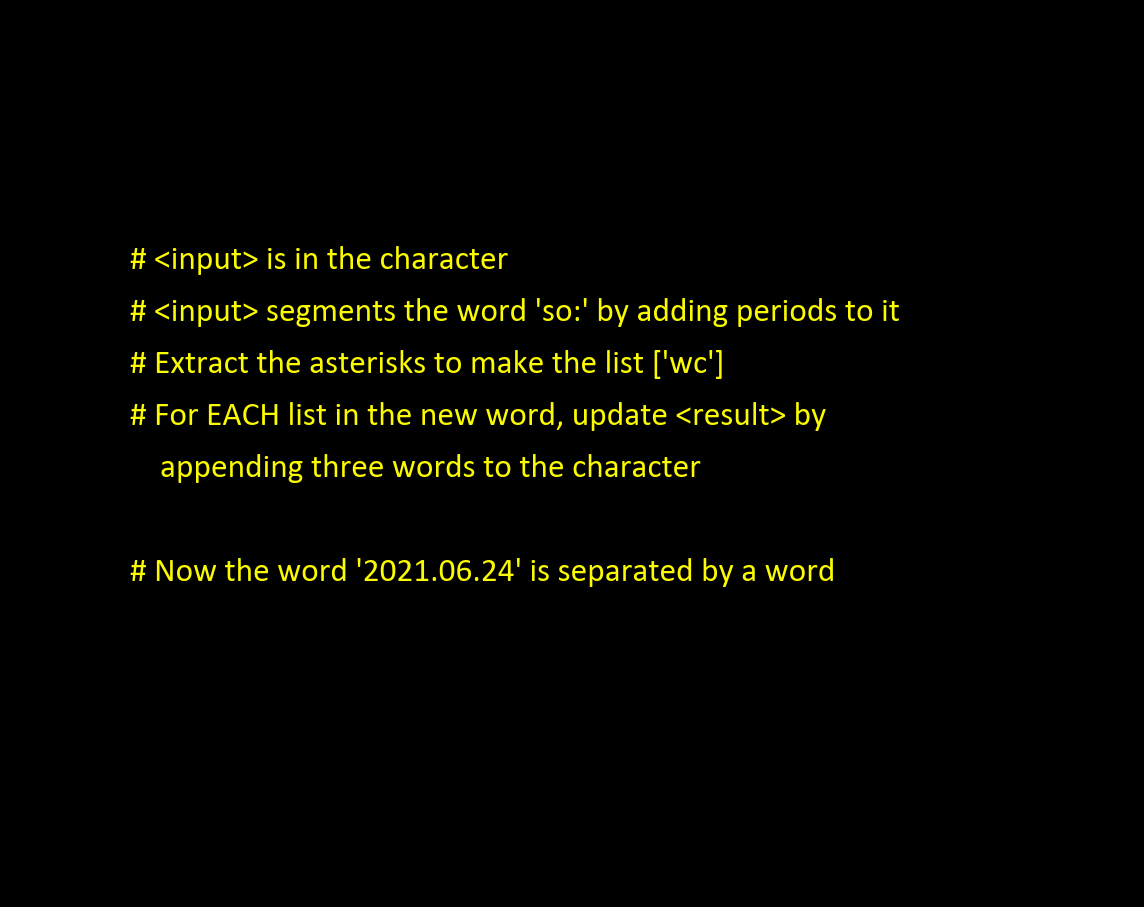 # <input> is in the character
# <input> segments the word 'so:' by adding periods to it
# Extract the asterisks to make the list ['wc']
# For EACH list in the new word, update <result> by
appending three words to the character
# Now the word '2021.06.24' is separated by a word